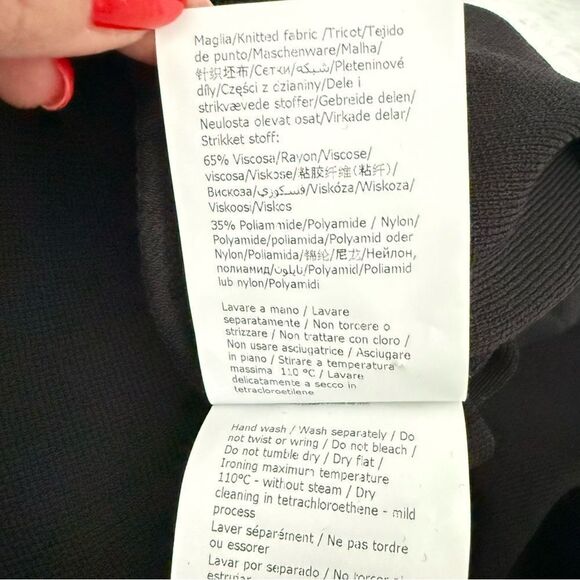 Maglia/Knitted fabric /Tricot/Tejido
de punto/Maschenware/Malha/
针织坯布/Сетки/شبكه/Pleteninové
díly/Części z dzianiny/Dele i
strikvævede stoffer/Gebreide delen/
Neulosta olevat osat/Virkade delar/
Strikket stoff:
65% Viscosa/Rayon/Viscose/
viscosa/Viskose/粘胶纤维(粘纤)/
Вискоза/فسكوزي/Viskóza/Wiskoza/
Viskoosi/Viskos
35% Poliammide/Polyamide / Nylon/
Polyamide/poliamida/Polyamid oder
Nylon/Poliamida/锦纶/尼龙/Нейлон,
полиамид/نايلون/Polyamid/Poliamid
lub nylon/Polyamidi
Lavare a mano / Lavare
separatamente / Non torcere o
strizzare / Non trattare con cloro /
Non usare asciugatrice / Asciugare
in piano / Stirare a temperatura
massima 110 °C / Lavare
delicatamente a secco in
tetracloroetilene
Hand wash / Wash separately / Do
not twist or wring / Do not bleach /
Do not tumble dry / Dry flat /
Ironing maximum temperature
110°C - without steam / Dry
cleaning in tetrachloroethene - mild
process
Laver séparément / Ne pas tordre
ou essorer
Lavar por separado / No torcer
estrujar